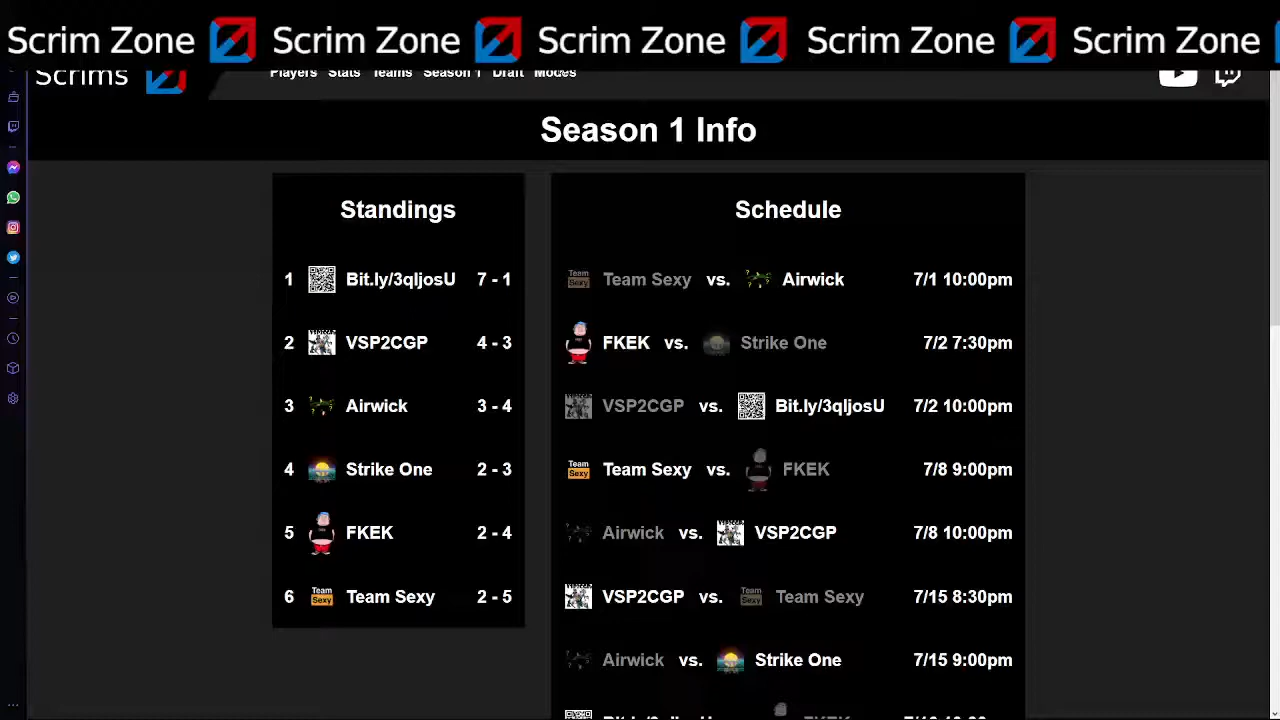 Scrim Zone Scrim Zone Scrim Zone Scrim Zone Scrim Zone
Scrims Players Stats Teams Season 1 Draft Modes
Season 1 Info
Standings
1 Bit.ly/3qIjosU 7 - 1
2 VSP2CGP 4 - 3
3 Airwick 3 - 4
4 Strike One 2 - 3
5 FKEK 2 - 4
6 Team Sexy 2 - 5
Schedule
Team Sexy vs. Airwick 7/1 10:00pm
FKEK vs. Strike One 7/2 7:30pm
VSP2CGP vs. Bit.ly/3qIjosU 7/2 10:00pm
Team Sexy vs. FKEK 7/8 9:00pm
Airwick vs. VSP2CGP 7/8 10:00pm
VSP2CGP vs. Team Sexy 7/15 8:30pm
Airwick vs. Strike One 7/15 9:00pm